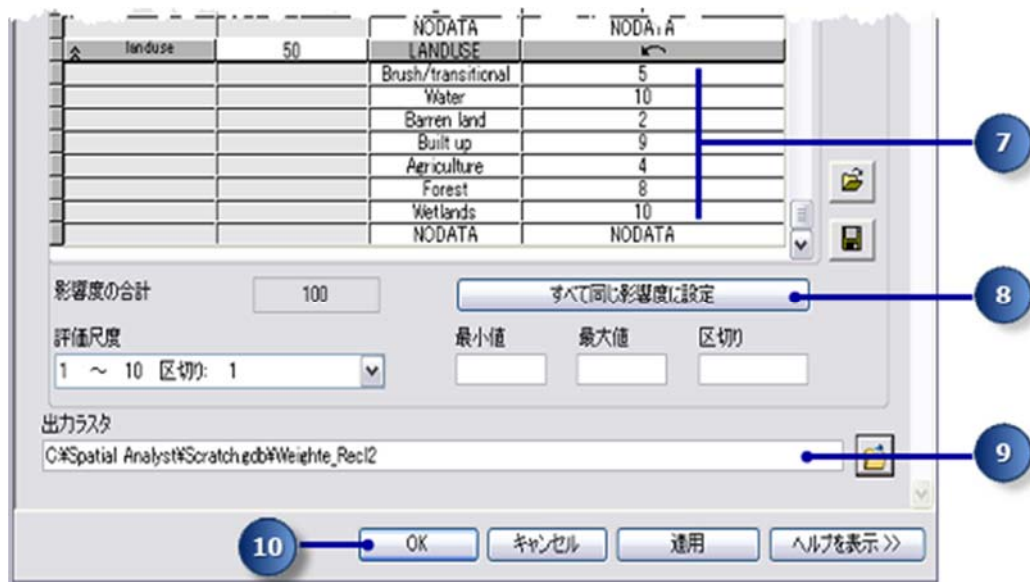 NODATA NODATA
landuse 50 LANDUSE
Brush/transitional 5
Water 10
Barren land 2
Built up 9
Agriculture 4
Forest 8
Wetlands 10
NODATA NODATA
7
影響度の合計 100 すべて同じ影響度に設定
8
評価尺度 最小値 最大値 区切り
1 ～ 10 区切り: 1
出力ラスタ
C:¥Spatial Analyst¥Scratch.gdb¥Weighte_Recl2
9
10 OK キャンセル 適用 ヘルプを表示 >>